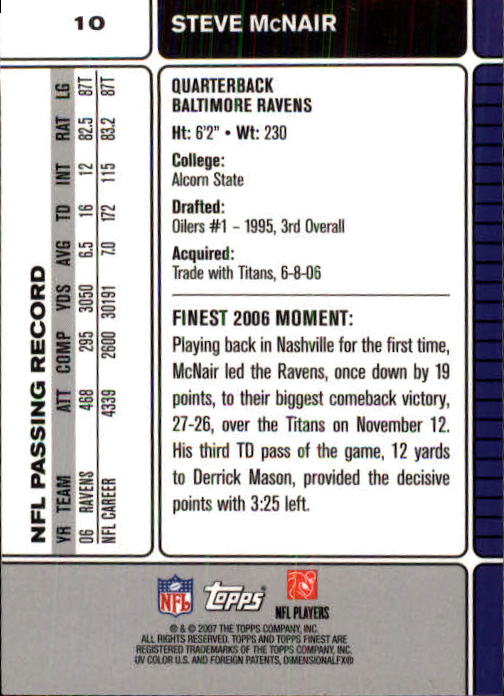 10
STEVE McNAIR
QUARTERBACK
BALTIMORE RAVENS
Ht: 6'2" • Wt: 230
College:
Alcorn State
Drafted:
Oilers #1 – 1995, 3rd Overall
Acquired:
Trade with Titans, 6-8-06
FINEST 2006 MOMENT:
Playing back in Nashville for the first time,
McNair led the Ravens, once down by 19
points, to their biggest comeback victory,
27-26, over the Titans on November 12.
His third TD pass of the game, 12 yards
to Derrick Mason, provided the decisive
points with 3:25 left.
NFL PASSING RECORD
YR TEAM ATT COMP YDS AVG TD INT RAT LG
06 RAVENS 468 295 3050 6.5 16 12 82.5 87T
NFL CAREER 4339 2600 30191 7.0 172 115 83.2 87T
NFL
Topps
NFL PLAYERS
® & © 2007 THE TOPPS COMPANY, INC.
ALL RIGHTS RESERVED. TOPPS AND TOPPS FINEST ARE
REGISTERED TRADEMARKS OF THE TOPPS COMPANY, INC.
UV COLOR U.S. AND FOREIGN PATENTS, DIMENSIONALFX®